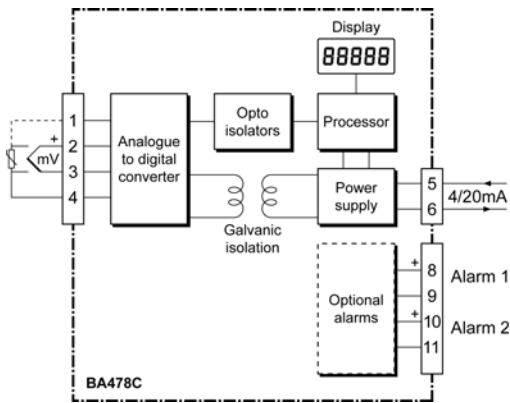 Display
88888
1
2
3
4
+
mV
Analogue
to digital
converter
Opto
isolators
Processor
Power
supply
Galvanic
isolation
5
6
4/20mA
Optional
alarms
+
8
9
+
10
11
Alarm 1
Alarm 2
BA478C